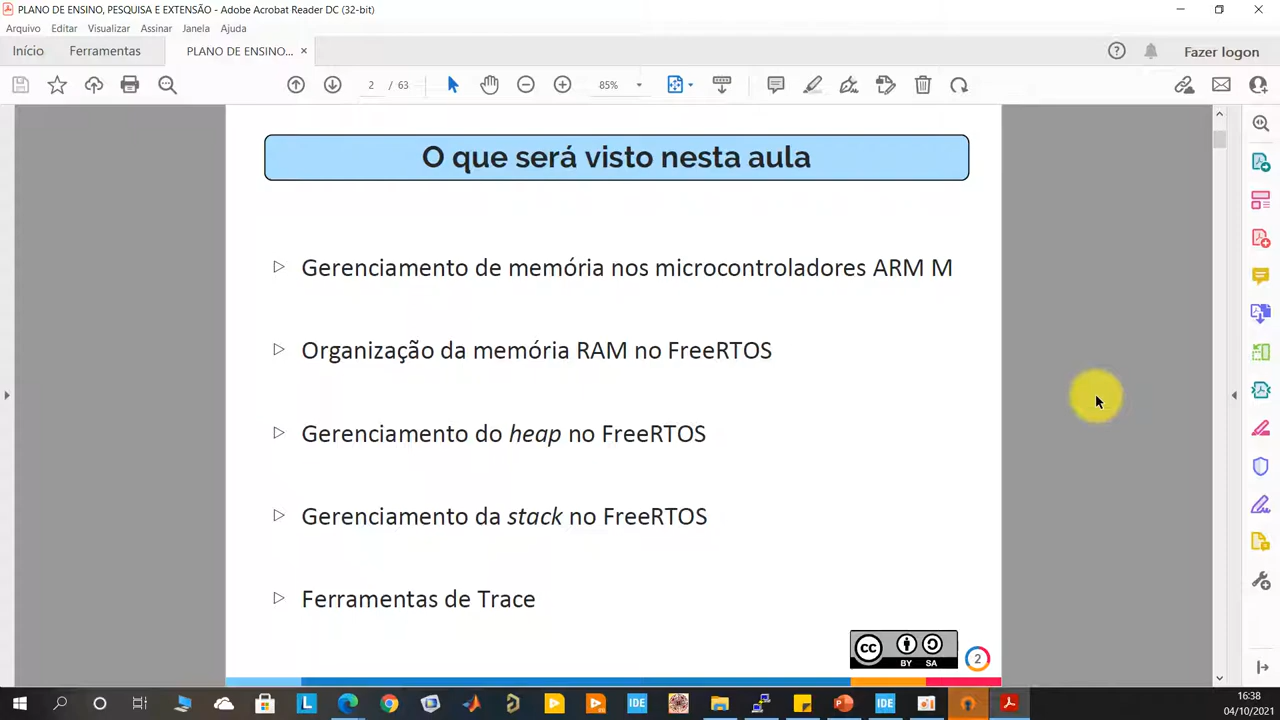 PLANO DE ENSINO, PESQUISA E EXTENSÃO - Adobe Acrobat Reader DC (32-bit)
Arquivo Editar Visualizar Assinar Janela Ajuda
Início Ferramentas PLANO DE ENSINO... × Fazer logon
2 / 63 85%
O que será visto nesta aula
Gerenciamento de memória nos microcontroladores ARM M
Organização da memória RAM no FreeRTOS
Gerenciamento do heap no FreeRTOS
Gerenciamento da stack no FreeRTOS
Ferramentas de Trace
cc BY SA 2
L IDE IDE 16:38
04/10/2021